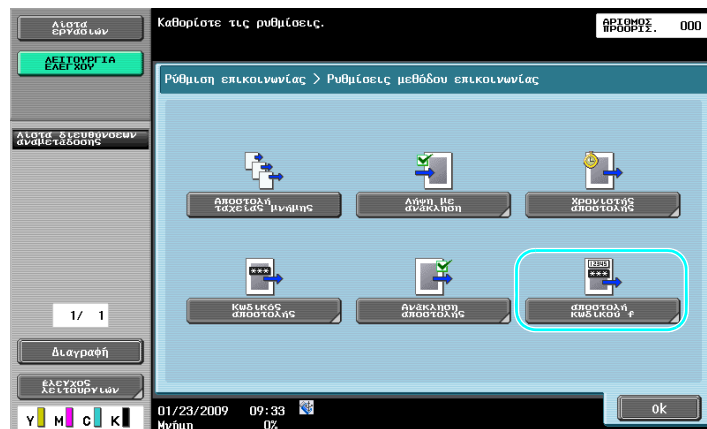 Λίστα
εργασιών
Καθορίστε τις ρυθμίσεις.
ΑΡΙΘΜΟΣ
ΠΡΟΟΡΙΣ.
000
ΛΕΙΤΟΥΡΓΙΑ
ΕΛΕΓΧΟΥ
Ρύθμιση επικοινωνίας > Ρυθμίσεις μεθόδου επικοινωνίας
Λίστα διευθύνσεων
αναμετάδοσης
Αποστολή
ταχείας μνήμης
Λήψη με
ανάκληση
Χρονιστής
αποστολής
12345
***
***
Κωδικός
αποστολής
Ανάκληση
αποστολής
αποστολή
κωδικού F
1/ 1
Διαγραφή
έλεγχος
λειτουργιών
ok
Y M C K
01/23/2009 09:33
Μνήμη 0%